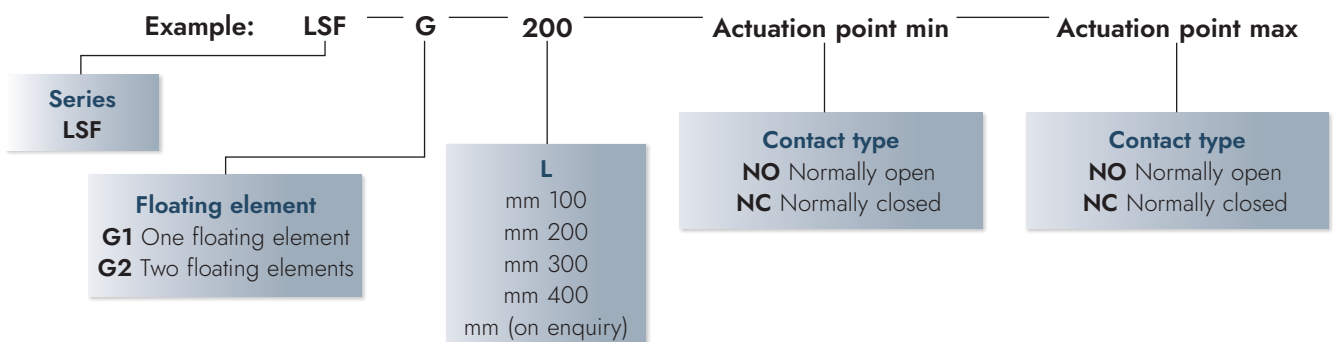 Example: LSF G 200 Actuation point min Actuation point max
Series
LSF
Floating element
G1 One floating element
G2 Two floating elements
L
mm 100
mm 200
mm 300
mm 400
mm (on enquiry)
Contact type
NO Normally open
NC Normally closed
Contact type
NO Normally open
NC Normally closed